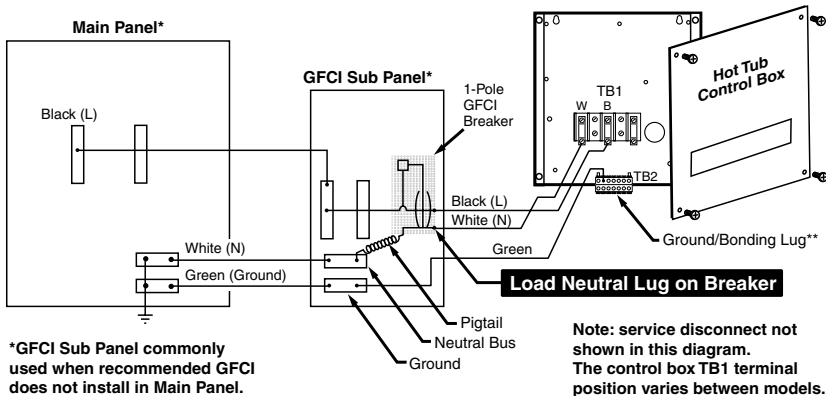 Main Panel*
GFCI Sub Panel*
1-Pole
GFCI
Breaker
Hot Tub
Control Box
TB1
W
B
Black (L)
TB2
Black (L)
White (N)
Green
Ground/Bonding Lug**
White (N)
Green (Ground)
Load Neutral Lug on Breaker
Pigtail
Neutral Bus
Ground
*GFCI Sub Panel commonly
used when recommended GFCI
does not install in Main Panel.
Note: service disconnect not
shown in this diagram.
The control box TB1 terminal
position varies between models.